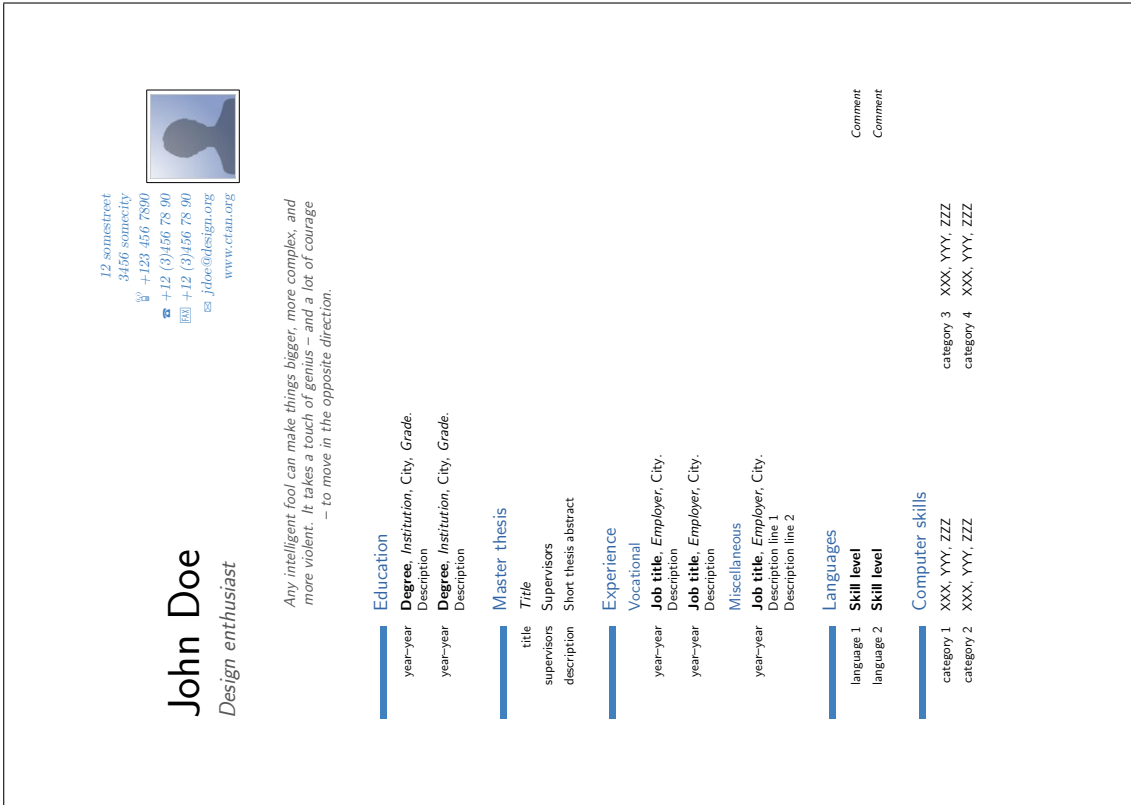 John Doe
Design enthusiast
12 somestreet
3456 somecity
+123 456 7890
☎ +12 (3)456 78 90
FAX +12 (3)456 78 90
✉ jdoe@design.org
www.ctan.org
Any intelligent fool can make things bigger, more complex, and
more violent. It takes a touch of genius – and a lot of courage
– to move in the opposite direction.
Education
year–year Degree, Institution, City, Grade.
Description
year–year Degree, Institution, City, Grade.
Description
Master thesis
title Title
supervisors Supervisors
description Short thesis abstract
Experience
Vocational
year–year Job title, Employer, City.
Description
year–year Job title, Employer, City.
Description
Miscellaneous
year–year Job title, Employer, City.
Description line 1
Description line 2
Languages
language 1 Skill level Comment
language 2 Skill level Comment
Computer skills
category 1 XXX, YYY, ZZZ category 3 XXX, YYY, ZZZ
category 2 XXX, YYY, ZZZ category 4 XXX, YYY, ZZZ